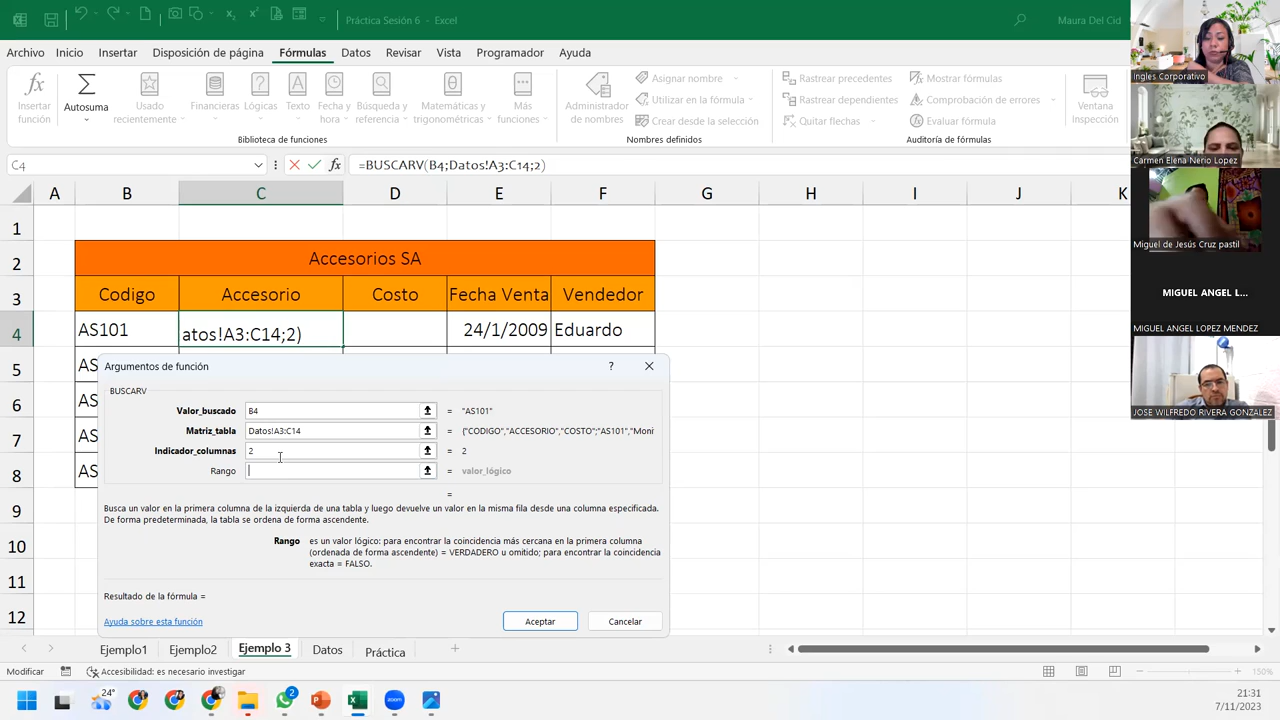 Práctica Sesión 6 - Excel
Maura Del Cid
Archivo Inicio Insertar Disposición de página Fórmulas Datos Revisar Vista Programador Ayuda
Insertar función
Autosuma
Usado recientemente
Financieras
Lógicas
Texto
Fecha y hora
Búsqueda y referencia
Matemáticas y trigonométricas
Más funciones
Biblioteca de funciones
Administrador de nombres
Asignar nombre
Utilizar en la fórmula
Crear desde la selección
Nombres definidos
Rastrear precedentes
Rastrear dependientes
Quitar flechas
Mostrar fórmulas
Comprobación de errores
Evaluar fórmula
Auditoría de fórmulas
Ventana Inspección
C4
fx
=BUSCARV(B4;Datos!A3:C14;2)
A B C D E F G H I J K
1
2 Accesorios SA
3 Codigo Accesorio Costo Fecha Venta Vendedor
4 AS101 atos!A3:C14;2) 24/1/2009 Eduardo
5 AS
6 AS
7 AS
8 AS
9
10
11
12
Argumentos de función
? 
BUSCARV
Valor_buscado B4 = "AS101"
Matriz_tabla Datos!A3:C14 = {"CODIGO","ACCESORIO","COSTO";"AS101","Moni
Indicador_columnas 2 = 2
Rango = valor_lógico
=
Busca un valor en la primera columna de la izquierda de una tabla y luego devuelve un valor en la misma fila desde una columna especificada.
De forma predeterminada, la tabla se ordena de forma ascendente.
Rango es un valor lógico: para encontrar la coincidencia más cercana en la primera columna
(ordenada de forma ascendente) = VERDADERO u omitido; para encontrar la coincidencia
exacta = FALSO.
Resultado de la fórmula =
Ayuda sobre esta función
Aceptar
Cancelar
Ejemplo1 Ejemplo2 Ejemplo 3 Datos Práctica
Modificar
Accesibilidad: es necesario investigar
150%
24°
2
zoom
21:31
7/11/2023
Ingles Corporativo
Carmen Elena Nerio Lopez
Miguel de Jesús Cruz pastil
MIGUEL ANGEL L...
MIGUEL ANGEL LOPEZ MENDEZ
JOSE WILFREDO RIVERA GONZALEZ